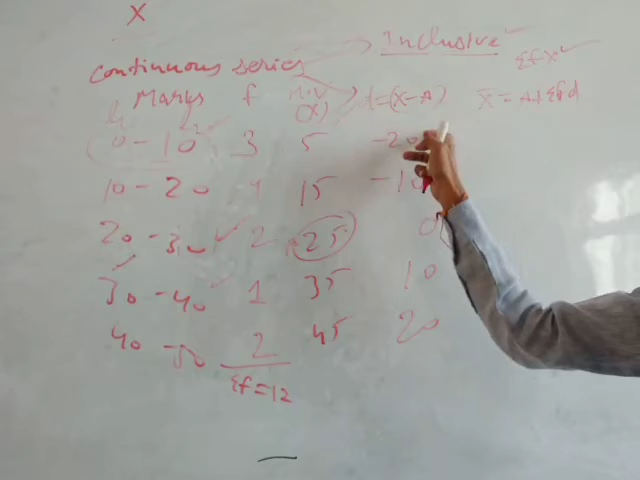 X
Continuous series Inclusive
Σfx
Marks f Mid (X) d=(X-A) X̄ = A+Σfd
0-10 3 5 -20
10-20 4 15 -10
20-30 2 25 0
30-40 1 35 10
40-50 2 45 20
Σf=12